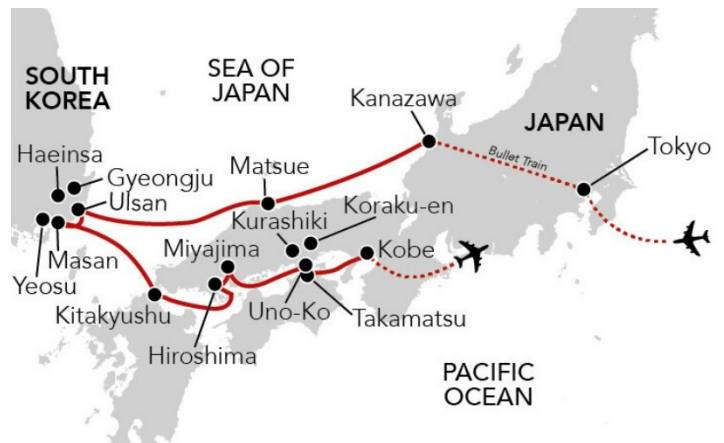 SEA OF
JAPAN
SOUTH
KOREA
Kanazawa
JAPAN
Tokyo
Bullet Train
Haeinsa
Gyeongju
Ulsan
Matsue
Kurashiki
Koraku-en
Miyajima
Kobe
Masan
Yeosu
Kitakyushu
Uno-Ko
Takamatsu
Hiroshima
PACIFIC
OCEAN